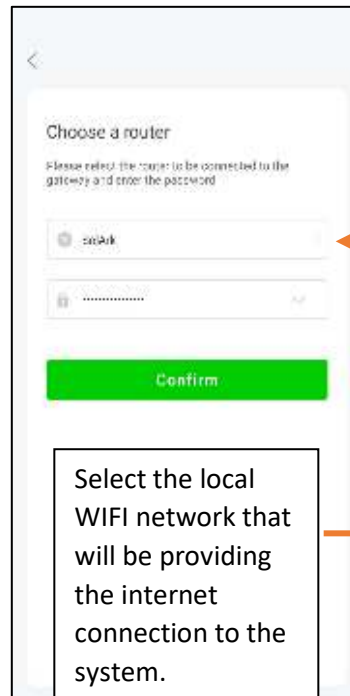 Choose a router
Please select the router to be connected to the
gateway and enter the password
solArk
Confirm
Select the local
WIFI network that
will be providing
the internet
connection to the
system.